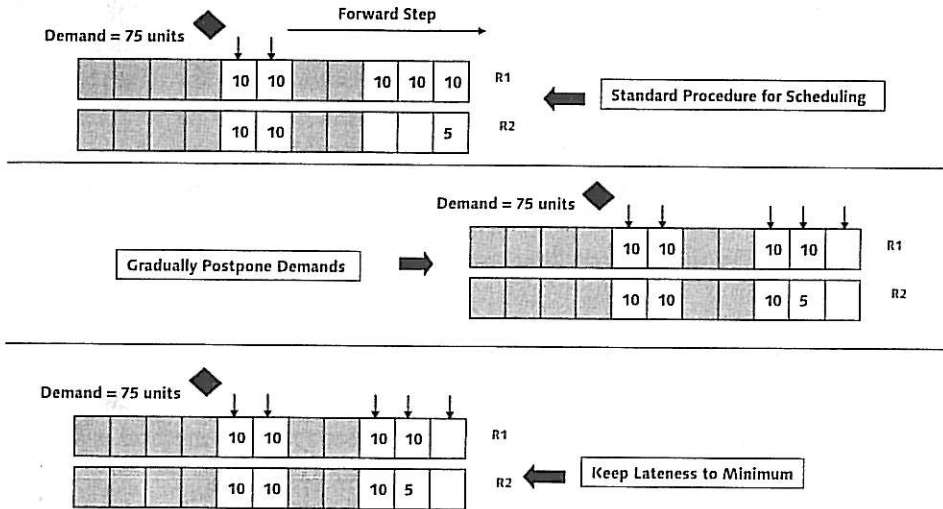 Forward Step
Demand = 75 units
10 10 10 10 10 R1
Standard Procedure for Scheduling
10 10 5 R2
Demand = 75 units
10 10 10 10 R1
Gradually Postpone Demands
10 10 10 5 R2
Demand = 75 units
10 10 10 10 R1
10 10 10 5 R2
Keep Lateness to Minimum